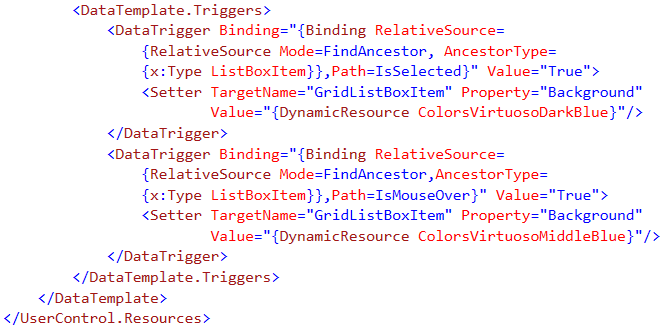 <DataTemplate.Triggers>
<DataTrigger Binding="{Binding RelativeSource=
{RelativeSource Mode=FindAncestor, AncestorType=
{x:Type ListBoxItem}},Path=IsSelected}" Value="True">
<Setter TargetName="GridListBoxItem" Property="Background"
Value="{DynamicResource ColorsVirtuosoDarkBlue}"/>
</DataTrigger>
<DataTrigger Binding="{Binding RelativeSource=
{RelativeSource Mode=FindAncestor,AncestorType=
{x:Type ListBoxItem}},Path=IsMouseOver}" Value="True">
<Setter TargetName="GridListBoxItem" Property="Background"
Value="{DynamicResource ColorsVirtuosoMiddleBlue}"/>
</DataTrigger>
</DataTemplate.Triggers>
</DataTemplate>
</UserControl.Resources>